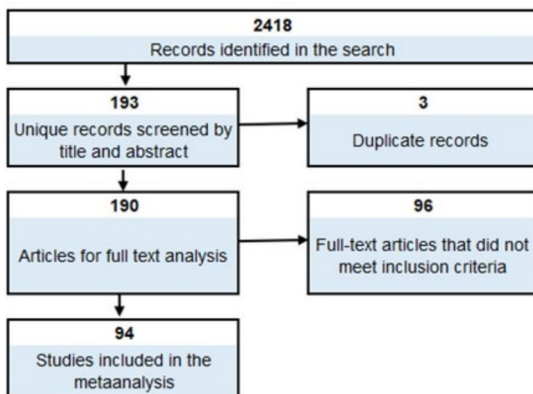 2418
Records identified in the search
193
Unique records screened by
title and abstract
3
Duplicate records
190
Articles for full text analysis
96
Full-text articles that did not
meet inclusion criteria
94
Studies included in the
metaanalysis